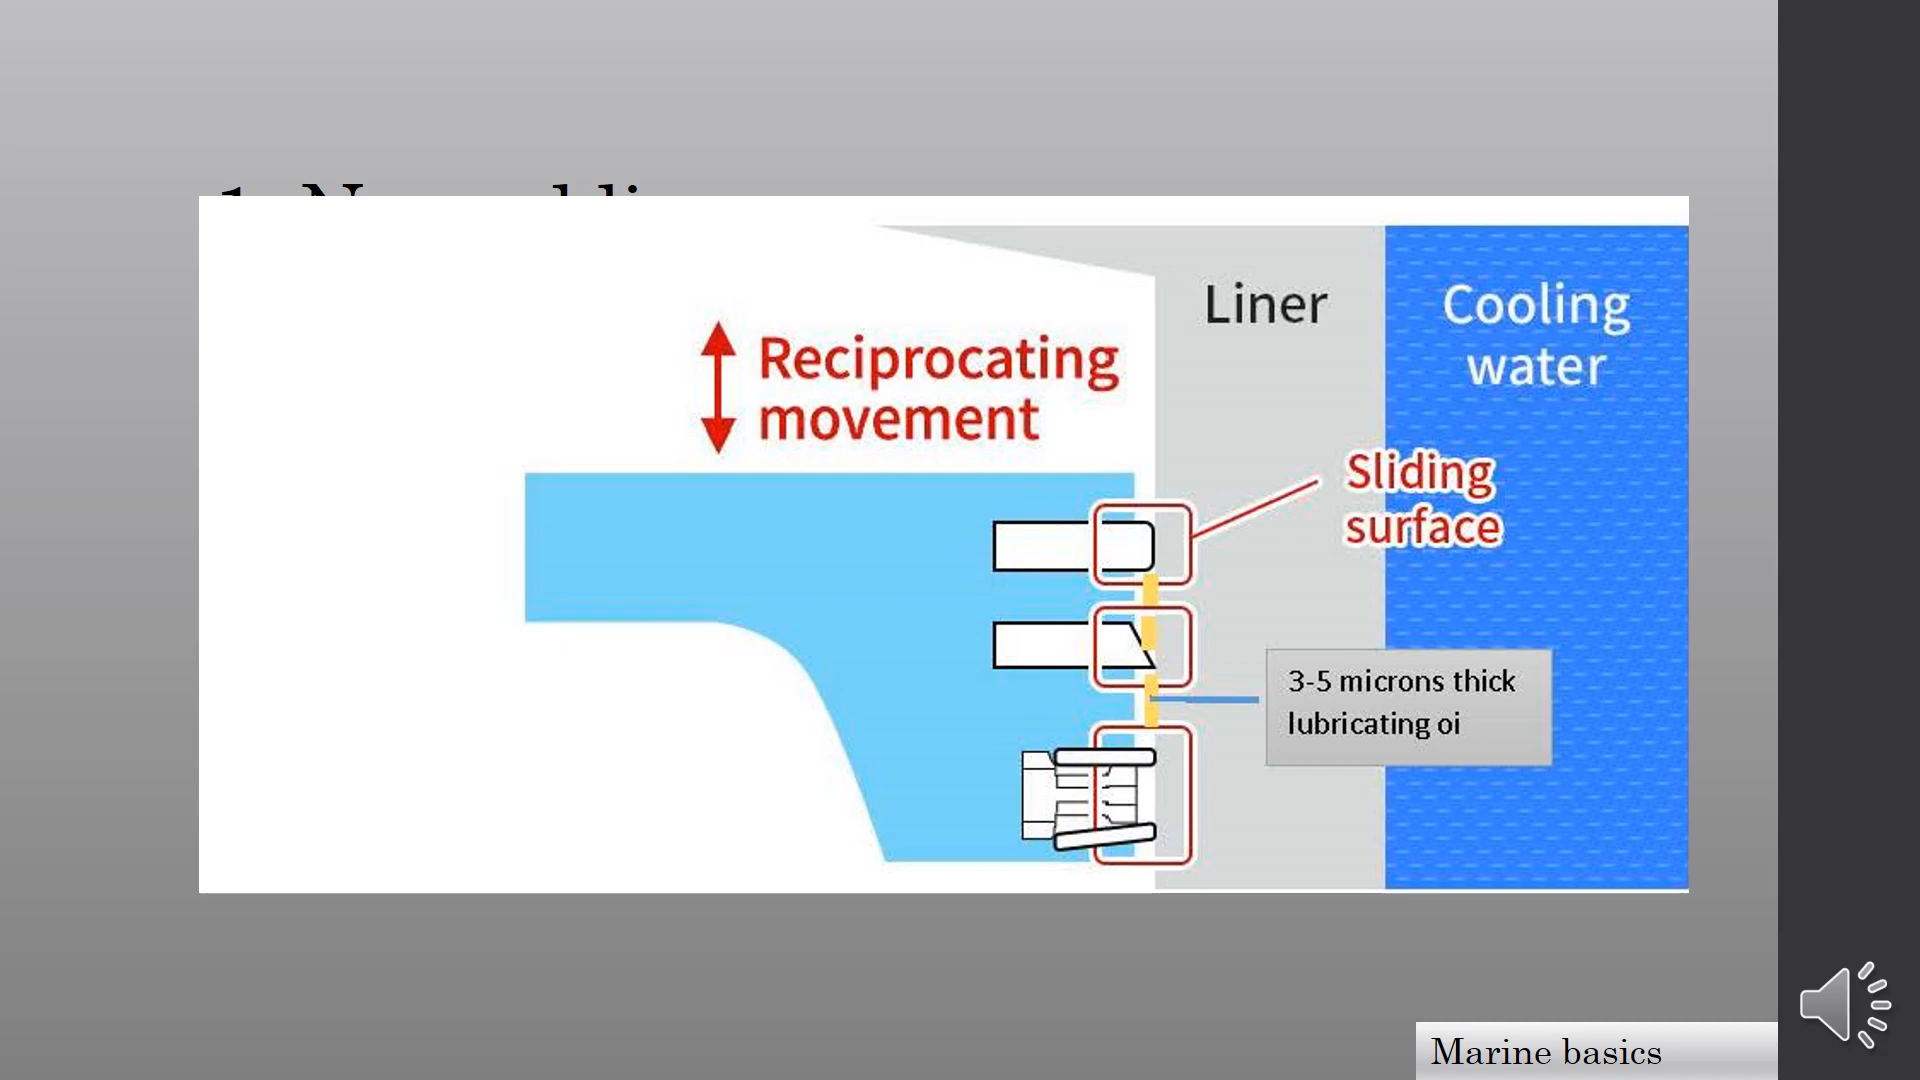 Liner
Cooling
water
Reciprocating
movement
Sliding
surface
3-5 microns thick
lubricating oi
Marine basics